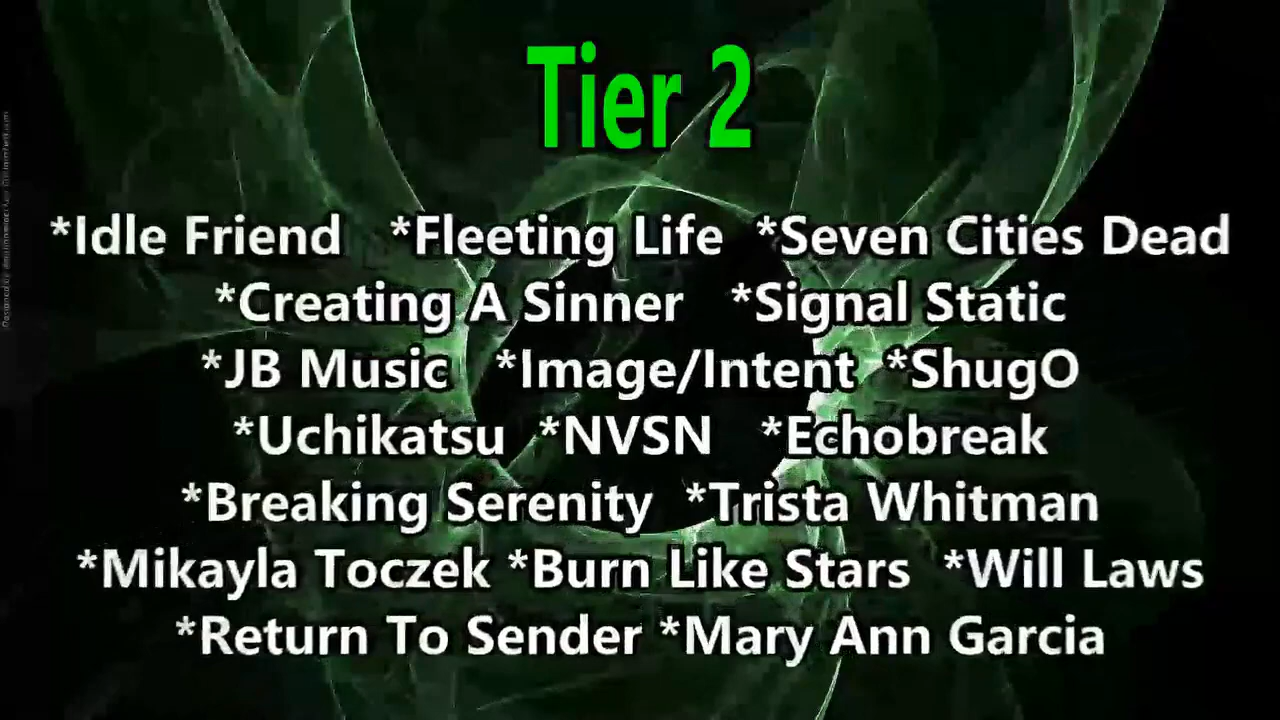 Tier 2
*Idle Friend *Fleeting Life *Seven Cities Dead
*Creating A Sinner *Signal Static
*JB Music *Image/Intent *ShugO
*Uchikatsu *NVSN *Echobreak
*Breaking Serenity *Trista Whitman
*Mikayla Toczek *Burn Like Stars *Will Laws
*Return To Sender *Mary Ann Garcia